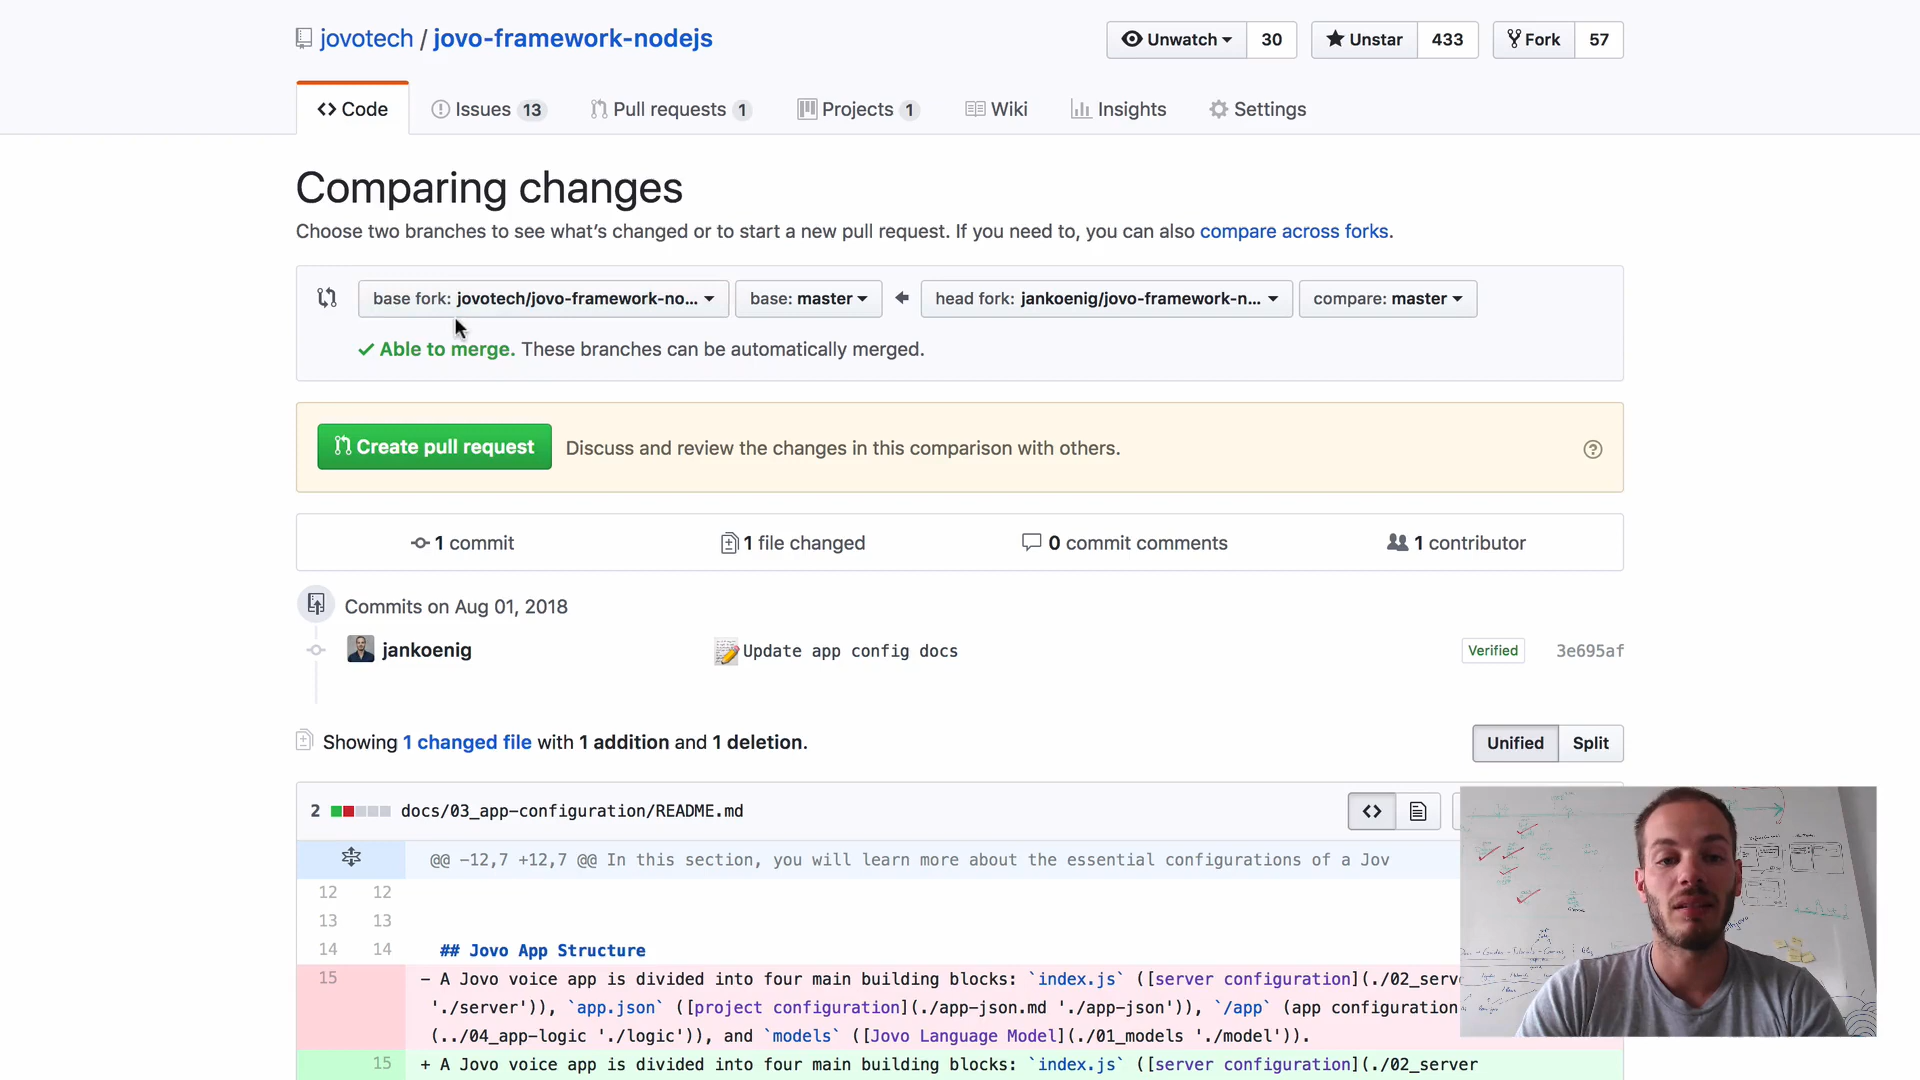 jovotech / jovo-framework-nodejs
Unwatch 30 Unstar 433 Fork 57
Code Issues 13 Pull requests 1 Projects 1 Wiki Insights Settings
Comparing changes
Choose two branches to see what's changed or to start a new pull request. If you need to, you can also compare across forks.
base fork: jovotech/jovo-framework-no... base: master head fork: jankoenig/jovo-framework-n... compare: master
Able to merge. These branches can be automatically merged.
Create pull request Discuss and review the changes in this comparison with others.
1 commit 1 file changed 0 commit comments 1 contributor
Commits on Aug 01, 2018
jankoenig Update app config docs Verified 3e695af
Showing 1 changed file with 1 addition and 1 deletion.
Unified Split
2 docs/03_app-configuration/README.md
@@ -12,7 +12,7 @@ In this section, you will learn more about the essential configurations of a Jov
12 12
13 13
14 14 ## Jovo App Structure
15 - A Jovo voice app is divided into four main building blocks: `index.js` ([server configuration](./02_serv
'./server')), `app.json` ([project configuration](./app-json.md './app-json')), `/app` (app configuration
(../04_app-logic './logic')), and `models` ([Jovo Language Model](./01_models './model')).
15 + A Jovo voice app is divided into four main building blocks: `index.js` ([server configuration](./02_server